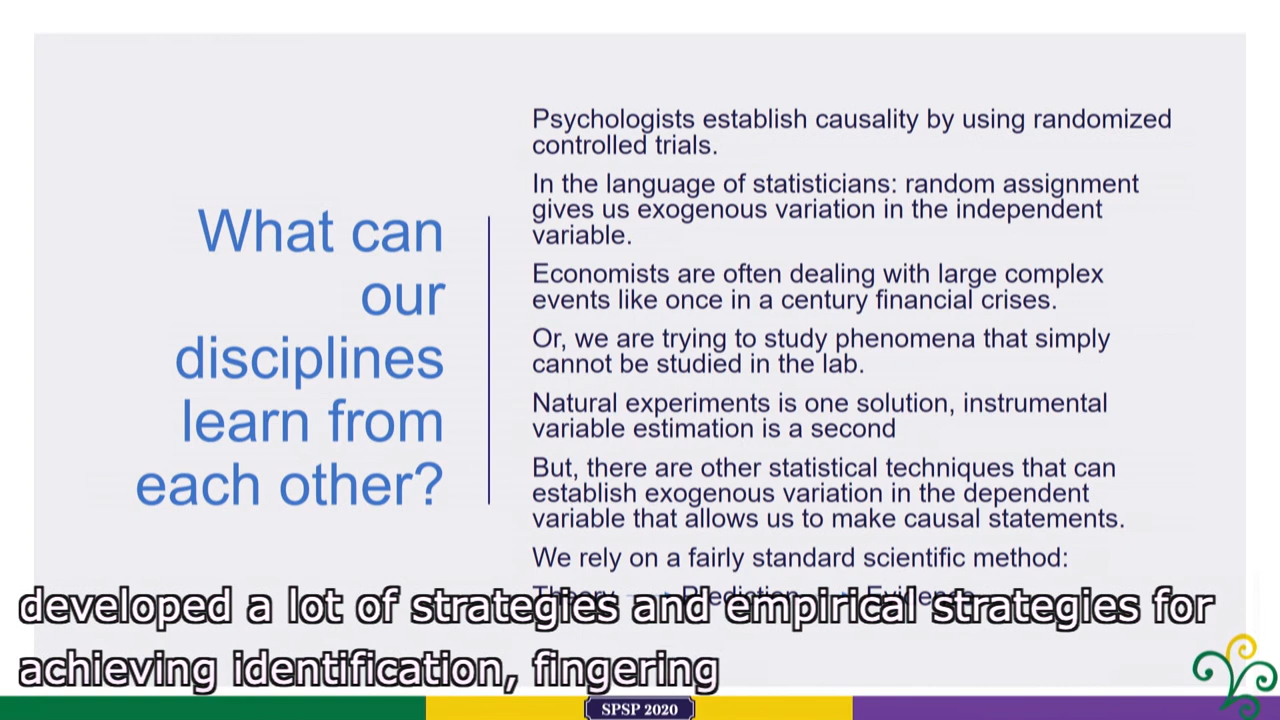 What can
our
disciplines
learn from
each other?
Psychologists establish causality by using randomized
controlled trials.
In the language of statisticians: random assignment
gives us exogenous variation in the independent
variable.
Economists are often dealing with large complex
events like once in a century financial crises.
Or, we are trying to study phenomena that simply
cannot be studied in the lab.
Natural experiments is one solution, instrumental
variable estimation is a second
But, there are other statistical techniques that can
establish exogenous variation in the dependent
variable that allows us to make causal statements.
We rely on a fairly standard scientific method:
Theory → Prediction → Evidence
developed a lot of strategies and empirical strategies for
achieving identification, fingering
SPSP 2020